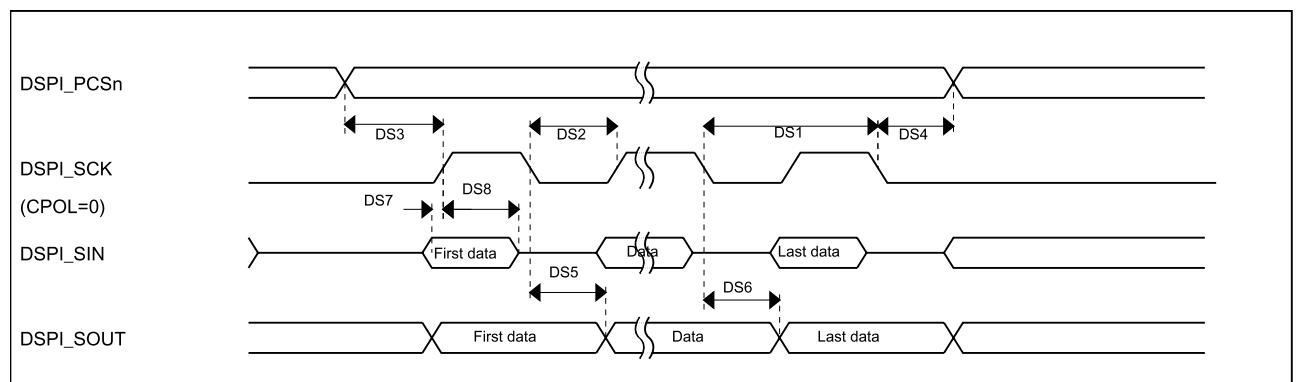 DSPI_PCSn
DS3
DS2
DS1
DS4
DSPI_SCK
(CPOL=0)
DS7
DS8
DSPI_SIN
First data
Data
Last data
DS5
DS6
DSPI_SOUT
First data
Data
Last data